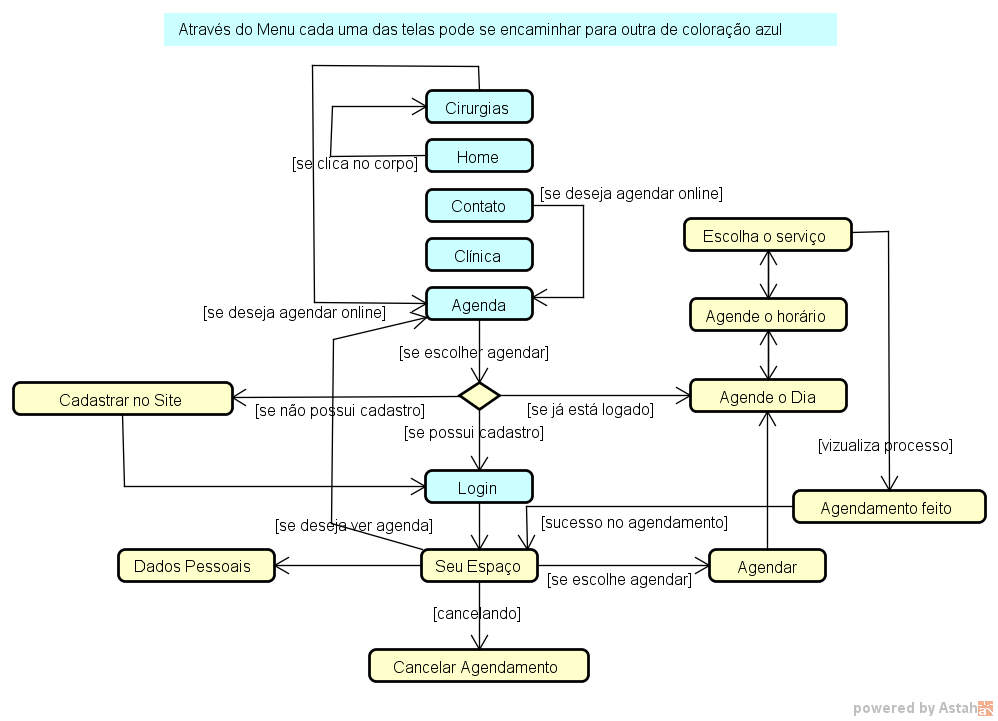 Através do Menu cada uma das telas pode se encaminhar para outra de coloração azul
Cirurgias
Home
[se clica no corpo]
Contato
[se deseja agendar online]
Clínica
Escolha o serviço
Agenda
[se deseja agendar online]
Agende o horário
[se escolher agendar]
Cadastrar no Site
[se não possui cadastro]
[se já está logado]
Agende o Dia
[se possui cadastro]
[vizualiza processo]
Login
Agendamento feito
[se deseja ver agenda]
[sucesso no agendamento]
Dados Pessoais
Seu Espaço
[se escolhe agendar]
Agendar
[cancelando]
Cancelar Agendamento
powered by Astah